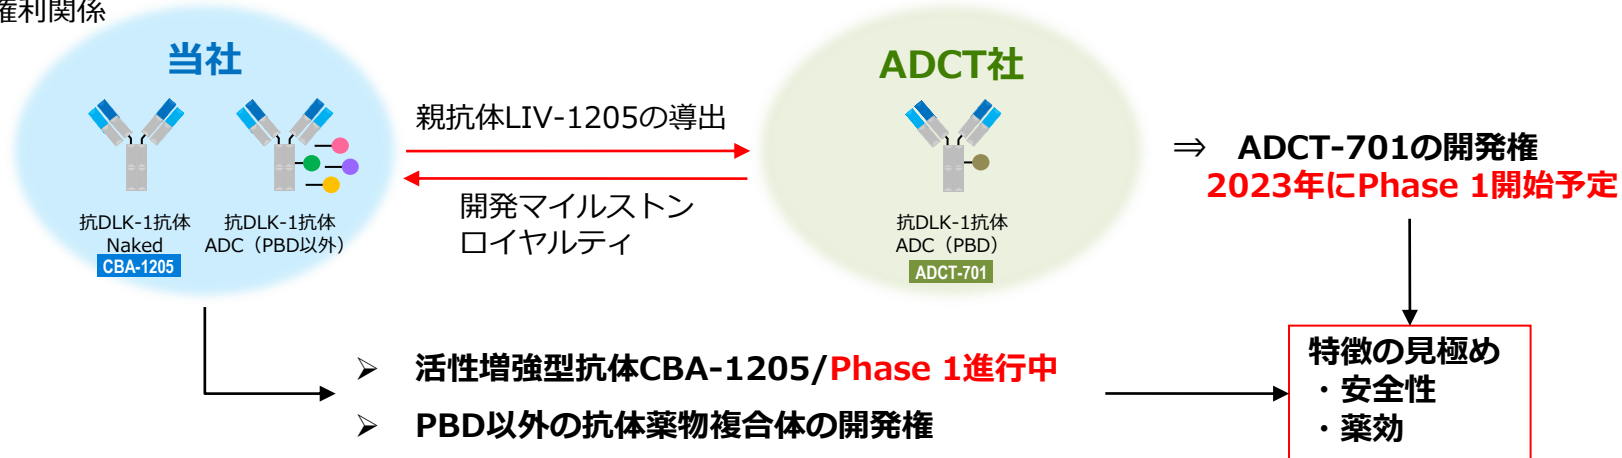 権利関係
当社
抗DLK-1抗体
Naked
CBA-1205
抗DLK-1抗体
ADC（PBD以外）
親抗体LIV-1205の導出
開発マイルストン
ロイヤルティ
ADCT社
抗DLK-1抗体
ADC（PBD）
ADCT-701
⇒ ADCT-701の開発権
2023年にPhase 1開始予定
➢ 活性増強型抗体CBA-1205/Phase 1進行中
➢ PBD以外の抗体薬物複合体の開発権
特徴の見極め
・安全性
・薬効